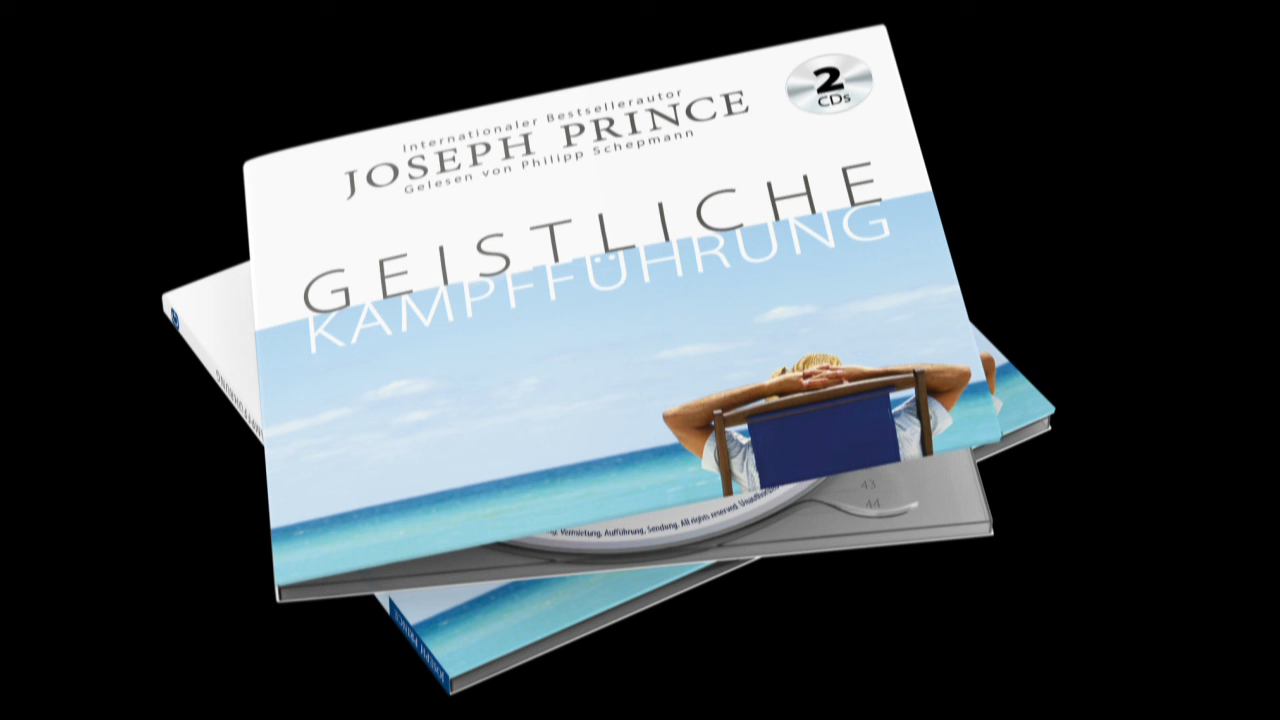 Internationaler Bestsellerautor
JOSEPH PRINCE
Gelesen von Philipp Schepmann
2
CDs
GEISTLICHE
KAMPFFÜHRUNG
43
44
Vermietung, Aufführung, Sendung. All rights reserved.